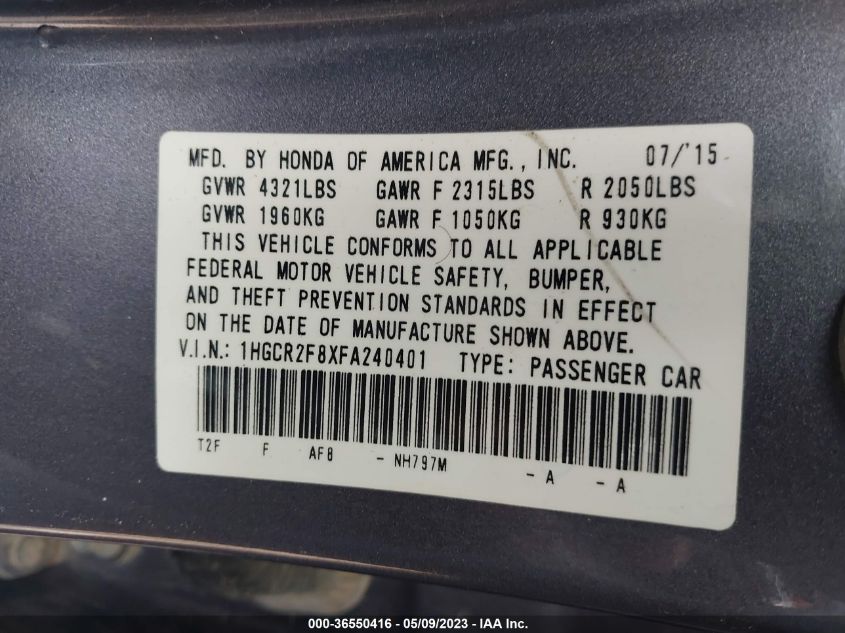 MFD. BY HONDA OF AMERICA MFG., INC. 07/'15
GVWR 4321LBS GAWR F 2315LBS R 2050LBS
GVWR 1960KG GAWR F 1050KG R 930KG
THIS VEHICLE CONFORMS TO ALL APPLICABLE
FEDERAL MOTOR VEHICLE SAFETY, BUMPER,
AND THEFT PREVENTION STANDARDS IN EFFECT
ON THE DATE OF MANUFACTURE SHOWN ABOVE.
V.I.N.: 1HGCR2F8XFA240401 TYPE: PASSENGER CAR
T2F F AF8 - NH797M - A - A
000-36550416 - 05/09/2023 - IAA Inc.